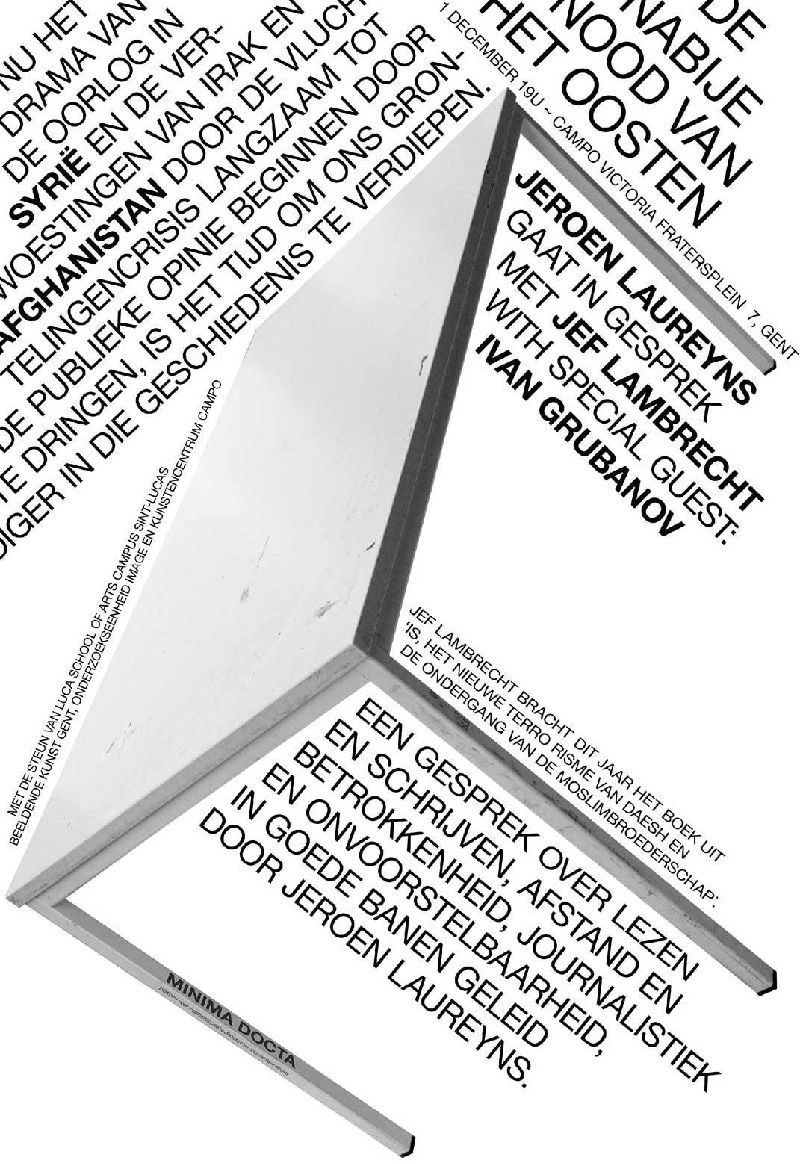 DE
NABIJE
NOOD VAN
HET OOSTEN
1 DECEMBER 19U ~ CAMPO VICTORIA FRATERSPLEIN 7, GENT
NU HET
DRAMA VAN
DE OORLOG IN
SYRIË EN DE VER-
WOESTINGEN VAN IRAK EN
AFGHANISTAN DOOR DE VLUCH
TELINGENCRISIS LANGZAAM TOT
DE PUBLIEKE OPINIE BEGINNEN DOOR
TE DRINGEN, IS HET TIJD OM ONS GRON-
DIGER IN DIE GESCHIEDENIS TE VERDIEPEN.
JEROEN LAUREYNS
GAAT IN GESPREK
MET JEF LAMBRECHT
WITH SPECIAL GUEST:
IVAN GRUBANOV
MET DE STEUN VAN LUCA SCHOOL OF ARTS CAMPUS SINT-LUCAS
BEELDENDE KUNST GENT, ONDERZOEKSEENHEID IMAGE EN KUNSTENCENTRUM CAMPO
JEF LAMBRECHT BRACHT DIT JAAR HET BOEK UIT
'IS, HET NIEUWE TERRO RISME VAN DAESH EN
DE ONDERGANG VAN DE MOSLIMBROEDERSCHAP:
EEN GESPREK OVER LEZEN
EN SCHRIJVEN, AFSTAND EN
BETROKKENHEID, JOURNALISTIEK
EN ONVOORSTELBAARHEID,
IN GOEDE BANEN GELEID
DOOR JEROEN LAUREYNS.
MINIMA DOCTA